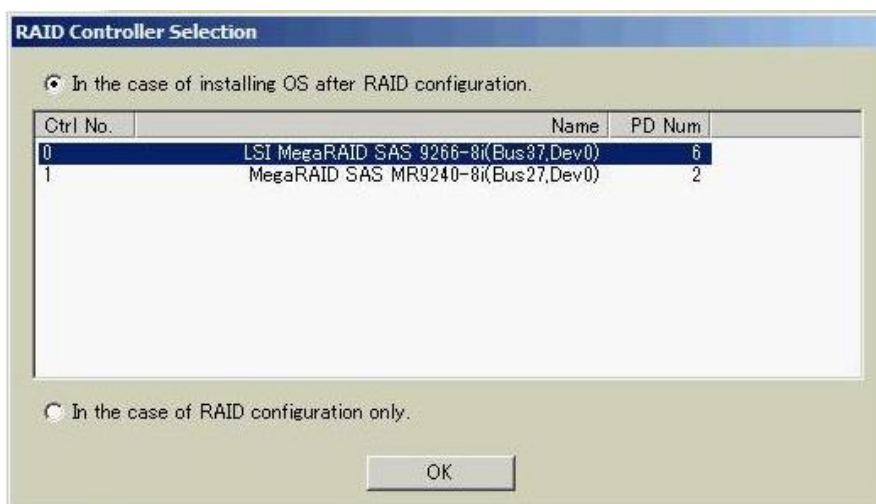 RAID Controller Selection
In the case of installing OS after RAID configuration.
Ctrl No. Name PD Num
0 LSI MegaRAID SAS 9266-8i(Bus37,Dev0) 6
1 MegaRAID SAS MR9240-8i(Bus27,Dev0) 2
In the case of RAID configuration only.
OK